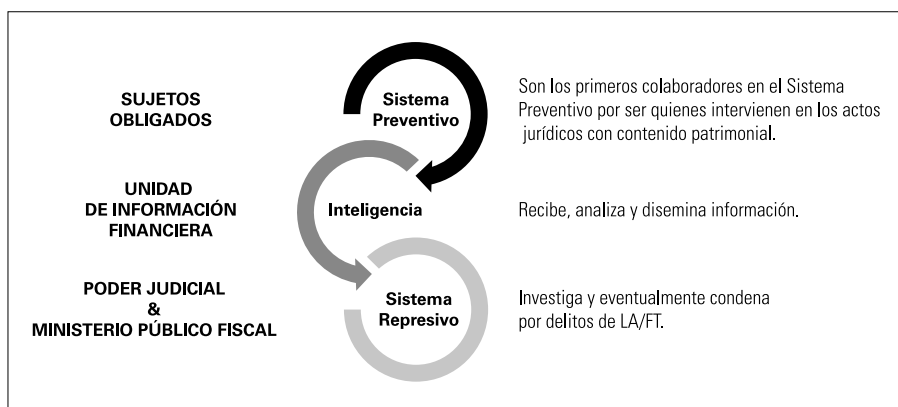 SUJETOS
OBLIGADOS
Sistema
Preventivo
Son los primeros colaboradores en el Sistema
Preventivo por ser quienes intervienen en los actos
jurídicos con contenido patrimonial.
UNIDAD
DE INFORMACIÓN
FINANCIERA
Inteligencia
Recibe, analiza y disemina información.
PODER JUDICIAL
&
MINISTERIO PÚBLICO FISCAL
Sistema
Represivo
Investiga y eventualmente condena
por delitos de LA/FT.